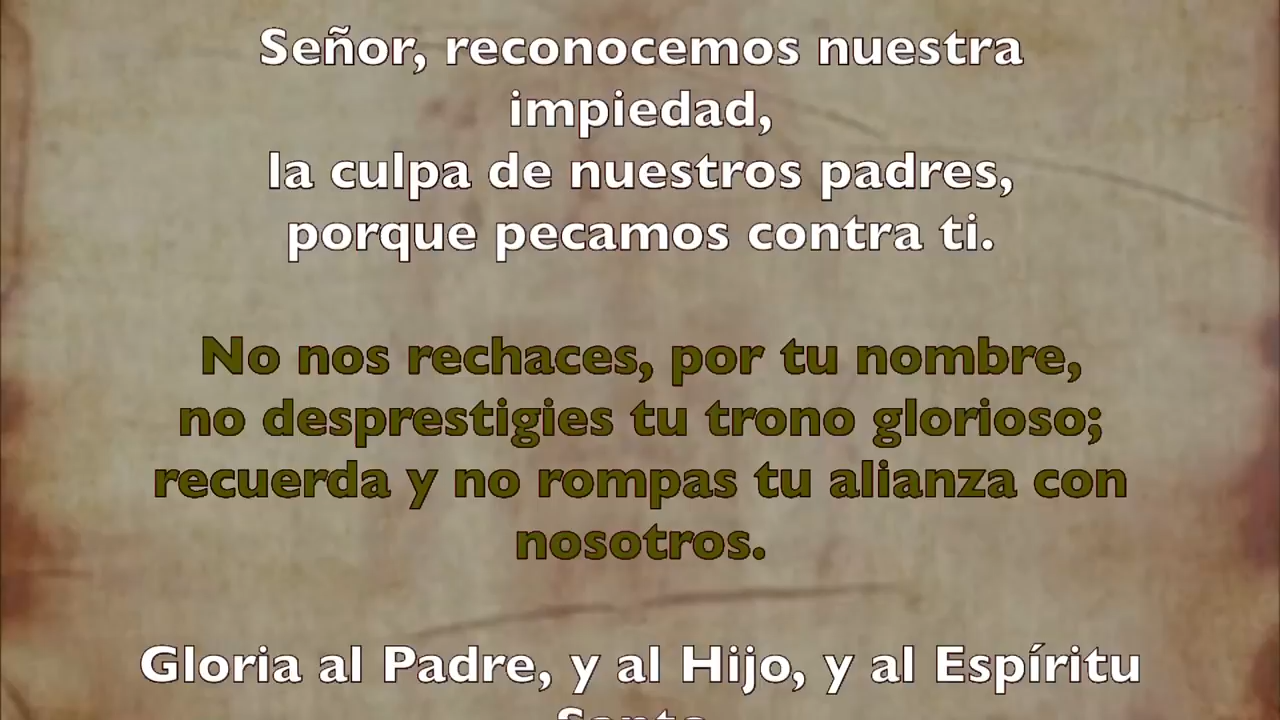 Señor, reconocemos nuestra
impiedad,
la culpa de nuestros padres,
porque pecamos contra ti.
No nos rechaces, por tu nombre,
no desprestigies tu trono glorioso;
recuerda y no rompas tu alianza con
nosotros.
Gloria al Padre, y al Hijo, y al Espíritu